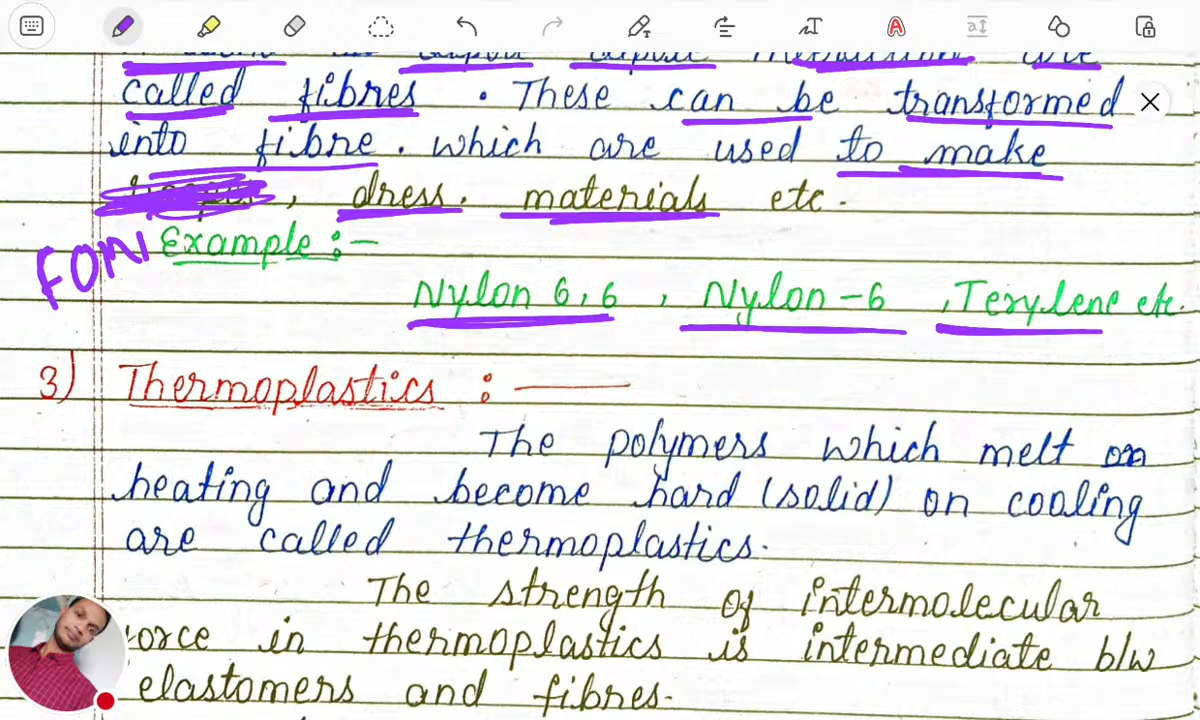 called fibres . These can be transformed
into fibre . which are used to make
, dress. materials etc.
FON Example :-
Nylon 6,6 , Nylon-6 , Terylene etc.
3) Thermoplastics : —
The polymers which melt on
heating and become hard (solid) on cooling
are called thermoplastics.
The strength of intermolecular
force in thermoplastics is intermediate b/w
elastomers and fibres.